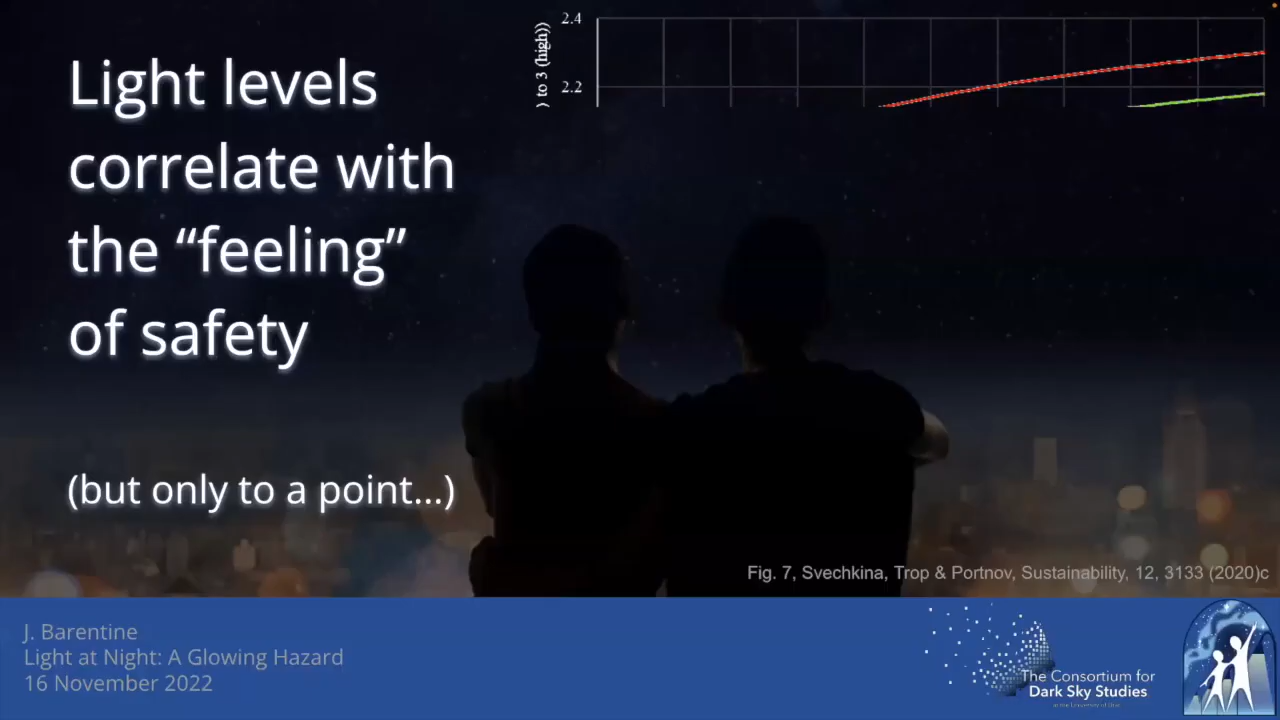 Light levels
correlate with
the “feeling”
of safety
(but only to a point...)
2.4
2.2
) to 3 (high))
Fig. 7, Svechkina, Trop & Portnov, Sustainability, 12, 3133 (2020)c
J. Barentine
Light at Night: A Glowing Hazard
16 November 2022
The Consortium for
Dark Sky Studies